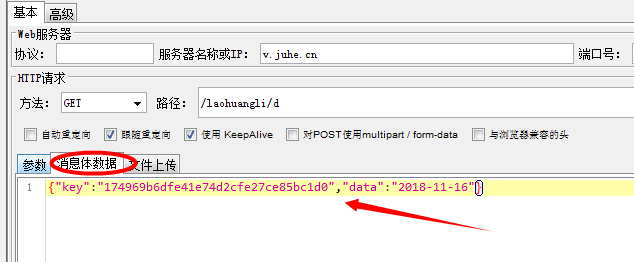 基本 高级
Web服务器
协议: 服务器名称或IP: v.juhe.cn 端口号:
HTTP请求
方法: GET 路径: /laohuangli/d
自动重定向 跟随重定向 使用 KeepAlive 对POST使用multipart / form-data 与浏览器兼容的头
参数 消息体数据 文件上传
1 {"key":"174969b6dfe41e74d2cfe27ce85bc1d0","data":"2018-11-16"}